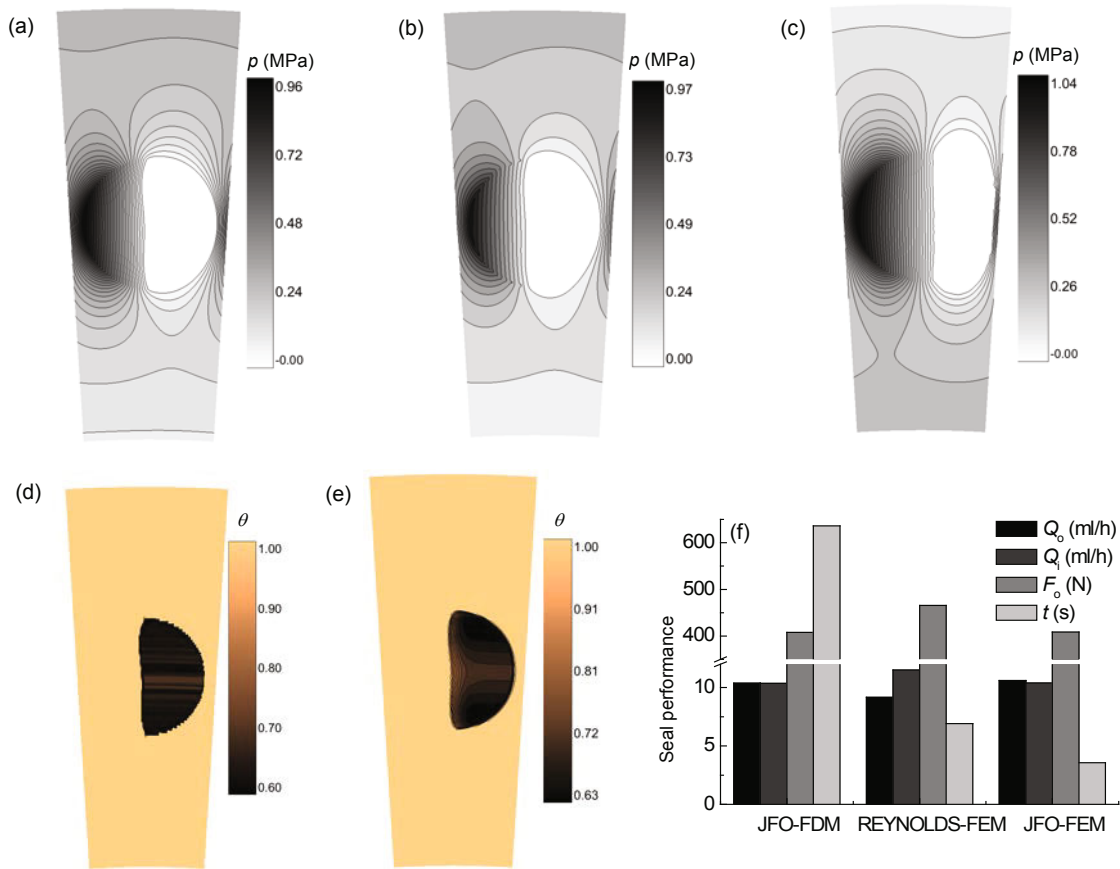 (a)
p (MPa)
0.96
0.72
0.48
0.24
-0.00
(b)
p (MPa)
0.97
0.73
0.49
0.24
0.00
(c)
p (MPa)
1.04
0.78
0.52
0.26
-0.00
(d)
θ
1.00
0.90
0.80
0.70
0.60
(e)
θ
1.00
0.91
0.81
0.72
0.63
(f)
Qo (ml/h)
Qi (ml/h)
Fo (N)
t (s)
Seal performance
600
500
400
10
5
0
JFO-FDM REYNOLDS-FEM JFO-FEM